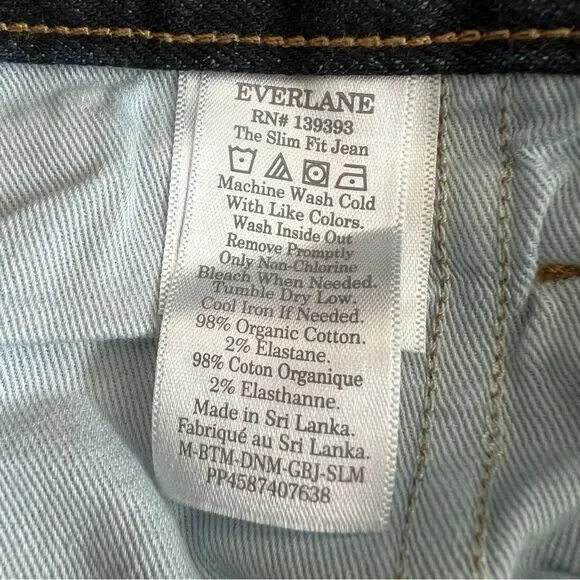 EVERLANE
RN# 139393
The Slim Fit Jean
Machine Wash Cold
With Like Colors.
Wash Inside Out
Remove Promptly
Only Non-Chlorine
Bleach When Needed.
Tumble Dry Low.
Cool Iron If Needed.
98% Organic Cotton.
2% Elastane.
98% Coton Organique
2% Elasthanne.
Made in Sri Lanka.
Fabriqué au Sri Lanka.
M-BTM-DNM-GBJ-SLM
PP4587407638